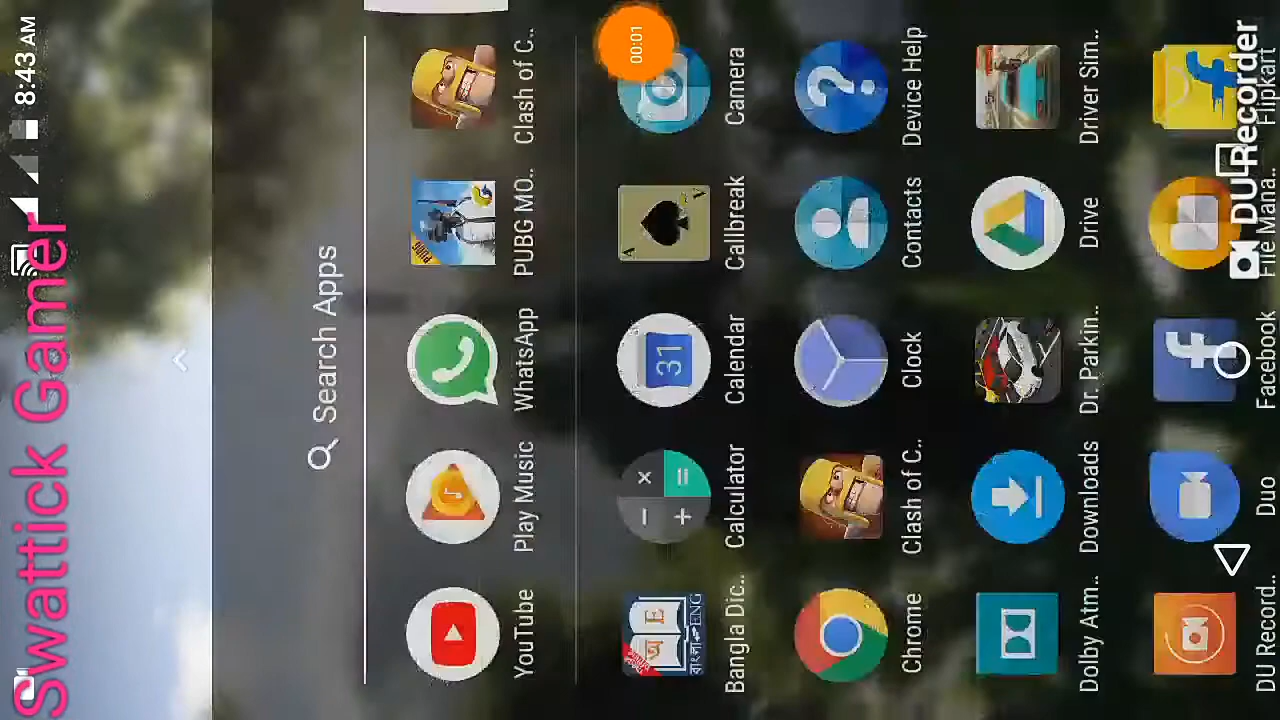 8:43 AM
Swattick Gamer
Search Apps
YouTube Play Music WhatsApp PUBG MO.. Clash of C..
00:01
Bangla Dic.. Calculator Calendar Callbreak Camera
Chrome Clash of C.. Clock Contacts Device Help
Dolby Atm.. Downloads Dr. Parkin.. Drive Driver Sim..
DU Recorder
DU Record.. Duo Facebook File Mana.. Flipkart